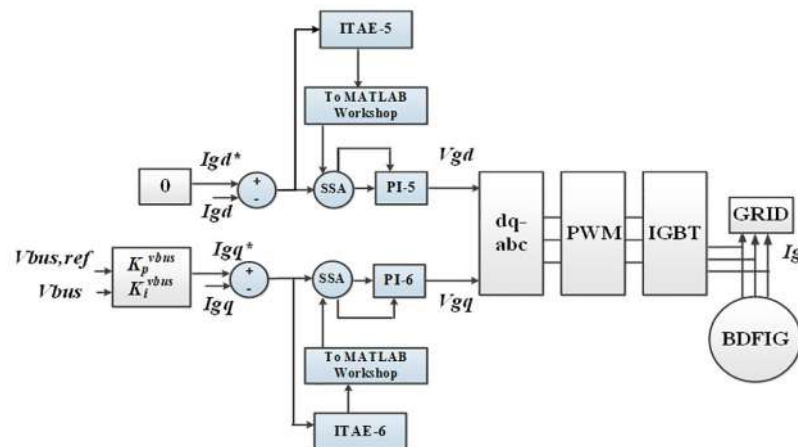 ITAE-5
To MATLAB
Workshop
Igd*
Vgd
0
+
-
SSA
PI-5
Igd
dq-
abc
PWM
IGBT
GRID
Ig
Vbus,ref
Vbus
Kp^vbus
Ki^vbus
Igq*
+
-
SSA
PI-6
Igq
Vgq
BDFIG
To MATLAB
Workshop
ITAE-6